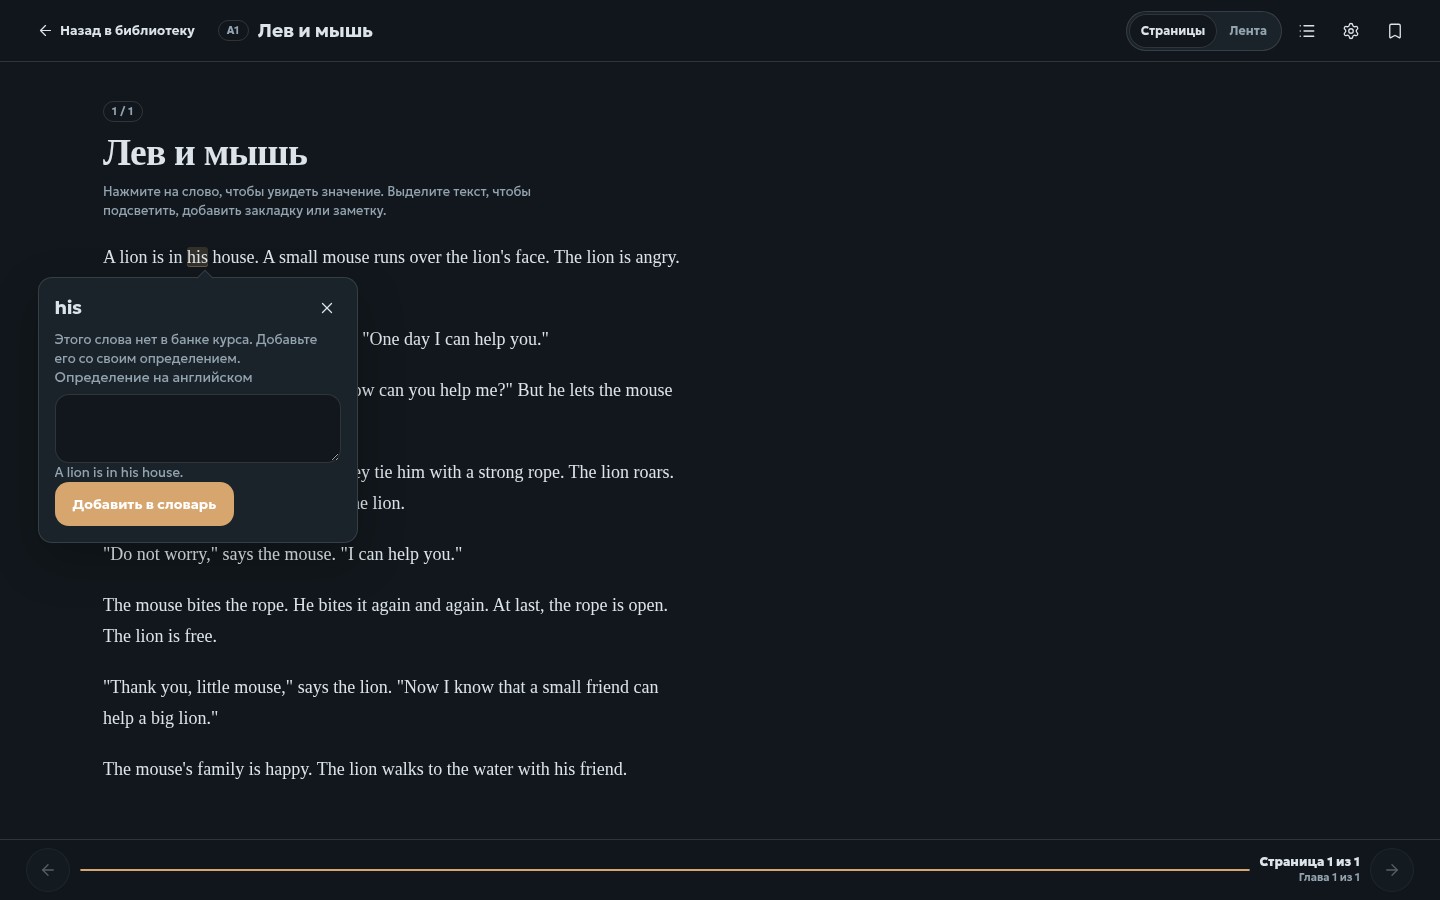 Назад в библиотеку
A1
Лев и мышь
Страницы
Лента
1 / 1
Лев и мышь
Нажмите на слово, чтобы увидеть значение. Выделите текст, чтобы
подсветить, добавить закладку или заметку.
A lion is in his house. A small mouse runs over the lion's face. The lion is angry.
his
Этого слова нет в банке курса. Добавьте
его со своим определением.
Определение на английском
A lion is in his house.
Добавить в словарь
"One day I can help you."
can you help me?" But he lets the mouse
tie him with a strong rope. The lion roars.
lion.
"Do not worry," says the mouse. "I can help you."
The mouse bites the rope. He bites it again and again. At last, the rope is open.
The lion is free.
"Thank you, little mouse," says the lion. "Now I know that a small friend can
help a big lion."
The mouse's family is happy. The lion walks to the water with his friend.
Страница 1 из 1
Глава 1 из 1